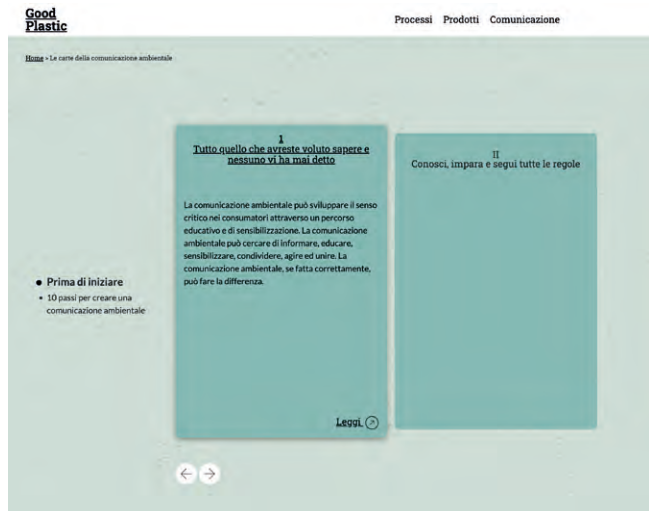 Good
Plastic
Processi Prodotti Comunicazione
Home » Le carte della comunicazione ambientale
I
Tutto quello che avreste voluto sapere e
nessuno vi ha mai detto
La comunicazione ambientale può sviluppare il senso
critico nei consumatori attraverso un percorso
educativo e di sensibilizzazione. La comunicazione
ambientale può cercare di informare, educare,
sensibilizzare, condividere, agire ed unire. La
comunicazione ambientale, se fatta correttamente,
può fare la differenza.
Leggi
II
Conosci, impara e segui tutte le regole
Prima di iniziare
10 passi per creare una
comunicazione ambientale